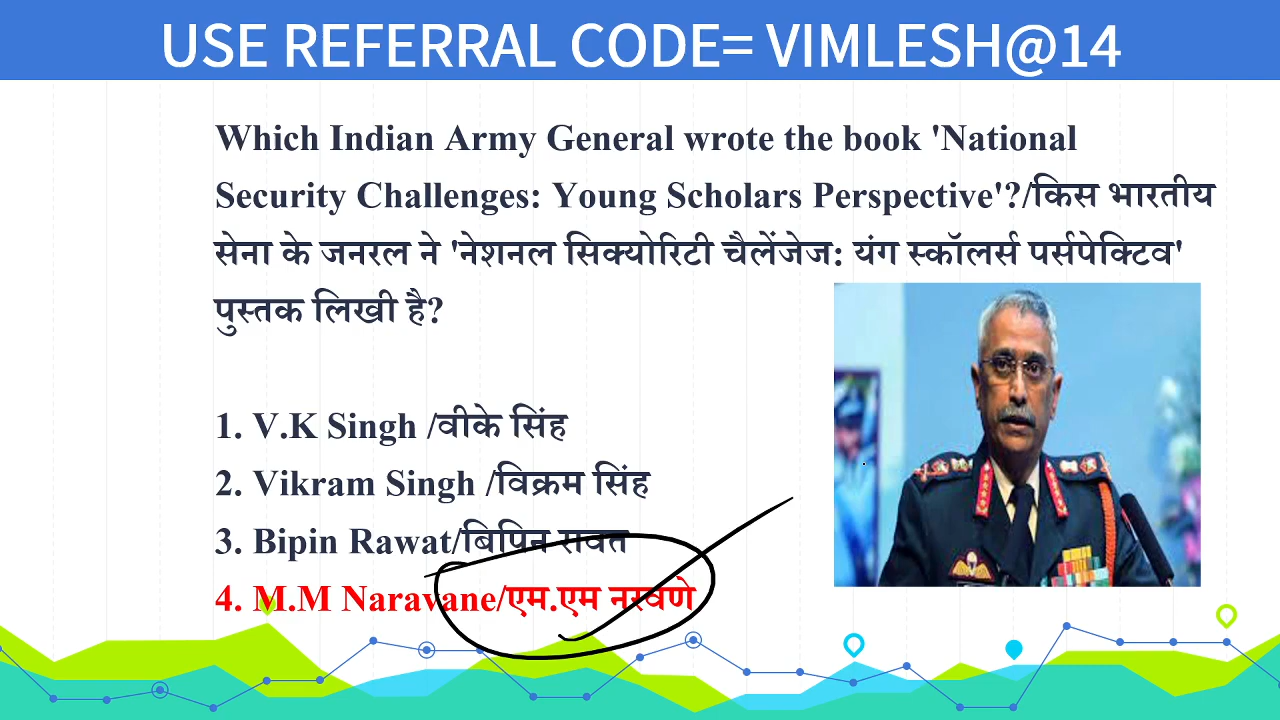 USE REFERRAL CODE= VIMLESH@14
Which Indian Army General wrote the book 'National
Security Challenges: Young Scholars Perspective'?/किस भारतीय
सेना के जनरल ने 'नेशनल सिक्योरिटी चैलेंजेज: यंग स्कॉलर्स पर्सपेक्टिव'
पुस्तक लिखी है?
1. V.K Singh /वीके सिंह
2. Vikram Singh /विक्रम सिंह
3. Bipin Rawat/बिपिन रावत
4. M.M Naravane/एम.एम नरवणे